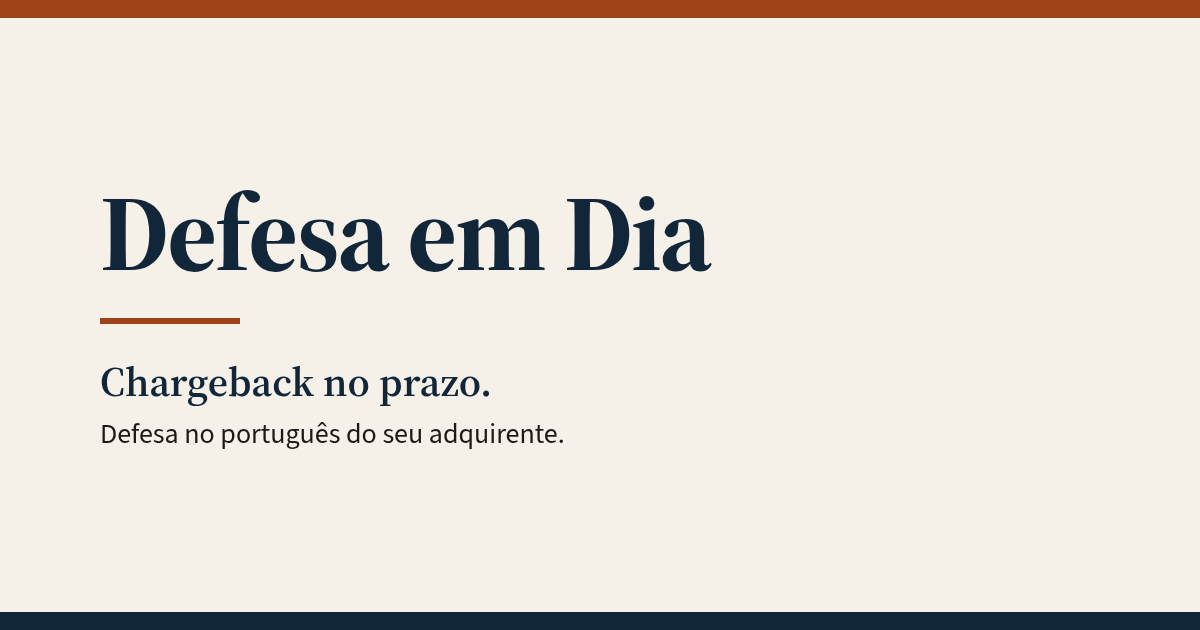 Defesa em Dia
Chargeback no prazo.
Defesa no português do seu adquirente.